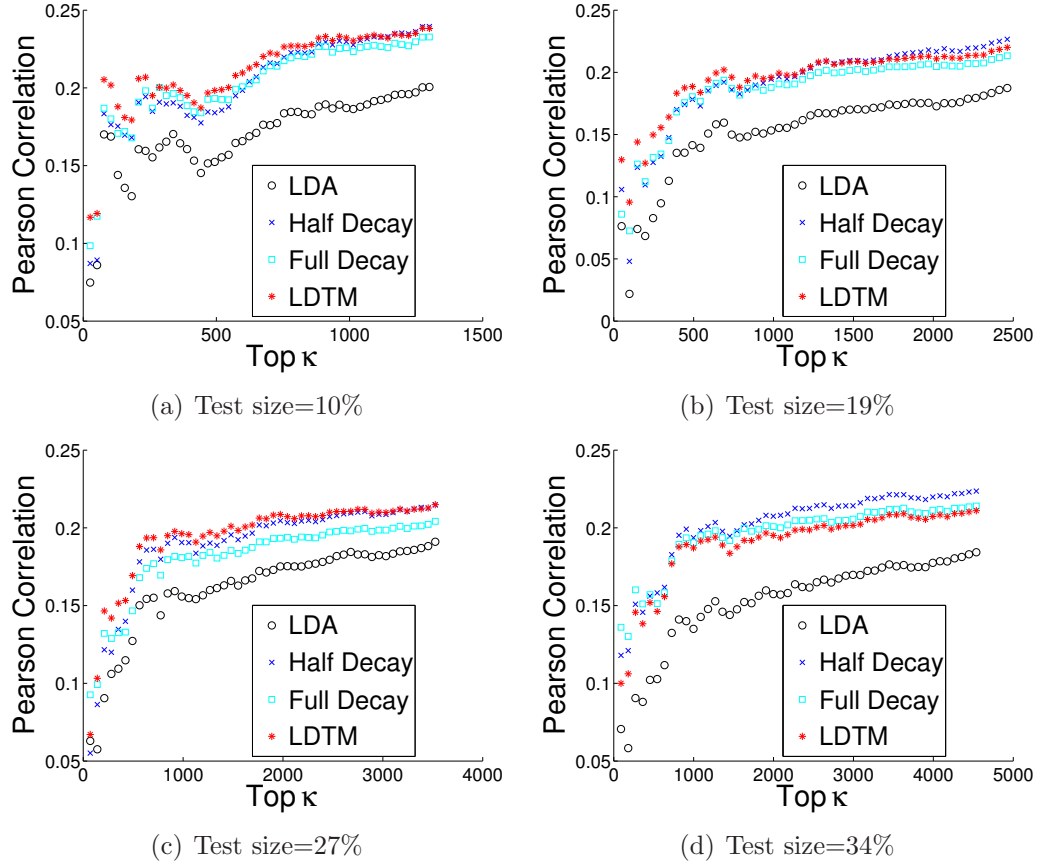 0.25
0.2
0.15
0.1
0.05
Pearson Correlation
LDA
Half Decay
Full Decay
LDTM
0 500 1000 1500
Top κ
(a) Test size=10%
0.25
0.2
0.15
0.1
0.05
0
Pearson Correlation
LDA
Half Decay
Full Decay
LDTM
0 500 1000 1500 2000 2500
Top κ
(b) Test size=19%
0.25
0.2
0.15
0.1
0.05
Pearson Correlation
LDA
Half Decay
Full Decay
LDTM
0 1000 2000 3000 4000
Top κ
(c) Test size=27%
0.25
0.2
0.15
0.1
0.05
Pearson Correlation
LDA
Half Decay
Full Decay
LDTM
0 1000 2000 3000 4000 5000
Top κ
(d) Test size=34%